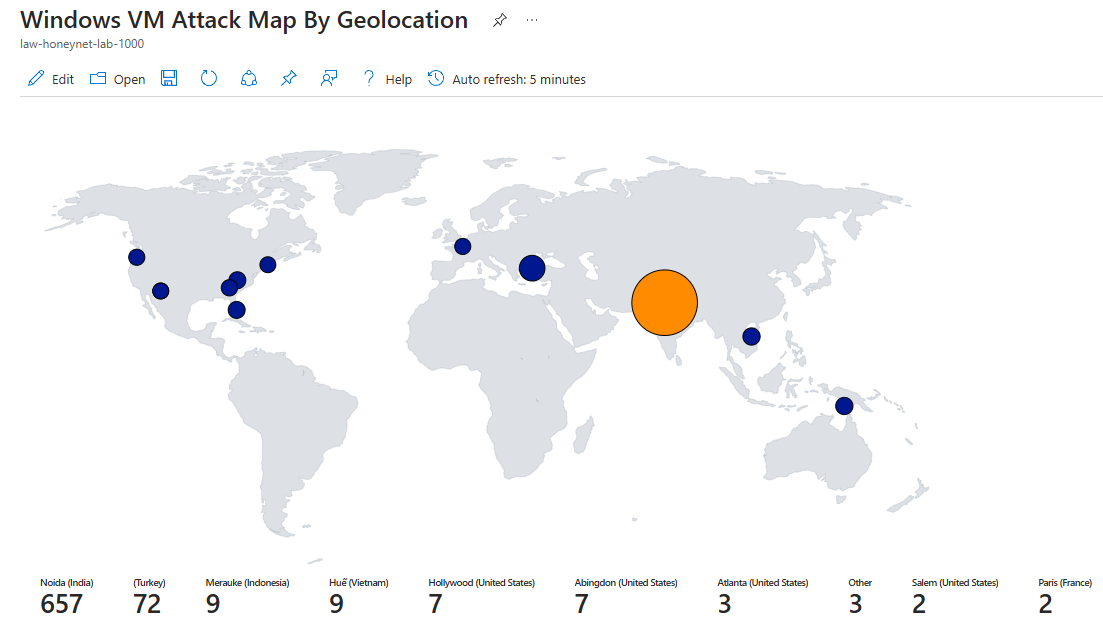 Windows VM Attack Map By Geolocation
law-honeynet-lab-1000
Edit Open Help Auto refresh: 5 minutes
Noida (India) (Turkey) Merauke (Indonesia) Huế (Vietnam) Hollywood (United States) Abingdon (United States) Atlanta (United States) Other Salem (United States) Paris (France)
657 72 9 9 7 7 3 3 2 2